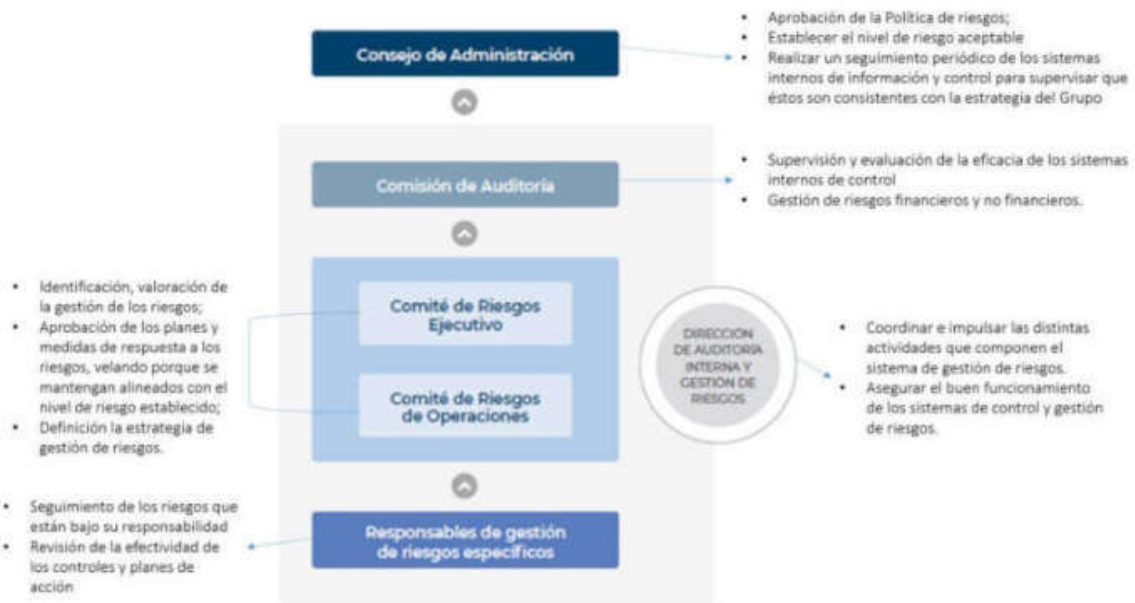 Consejo de Administración
• Aprobación de la Política de riesgos;
• Establecer el nivel de riesgo aceptable
• Realizar un seguimiento periódico de los sistemas
internos de información y control para supervisar que
éstos son consistentes con la estrategia del Grupo
Comisión de Auditoría
• Supervisión y evaluación de la eficacia de los sistemas
internos de control
• Gestión de riesgos financieros y no financieros.
• Identificación, valoración de
la gestión de los riesgos;
• Aprobación de los planes y
medidas de respuesta a los
riesgos, velando porque se
mantengan alineados con el
nivel de riesgo establecido;
• Definición la estrategia de
gestión de riesgos.
Comité de Riesgos
Ejecutivo
Comité de Riesgos
de Operaciones
DIRECCIÓN
DE AUDITORÍA
INTERNA Y
GESTIÓN DE
RIESGOS
• Coordinar e impulsar las distintas
actividades que componen el
sistema de gestión de riesgos.
• Asegurar el buen funcionamiento
de los sistemas de control y gestión
de riesgos.
• Seguimiento de los riesgos que
están bajo su responsabilidad
• Revisión de la efectividad de
los controles y planes de
acción
Responsables de gestión
de riesgos específicos